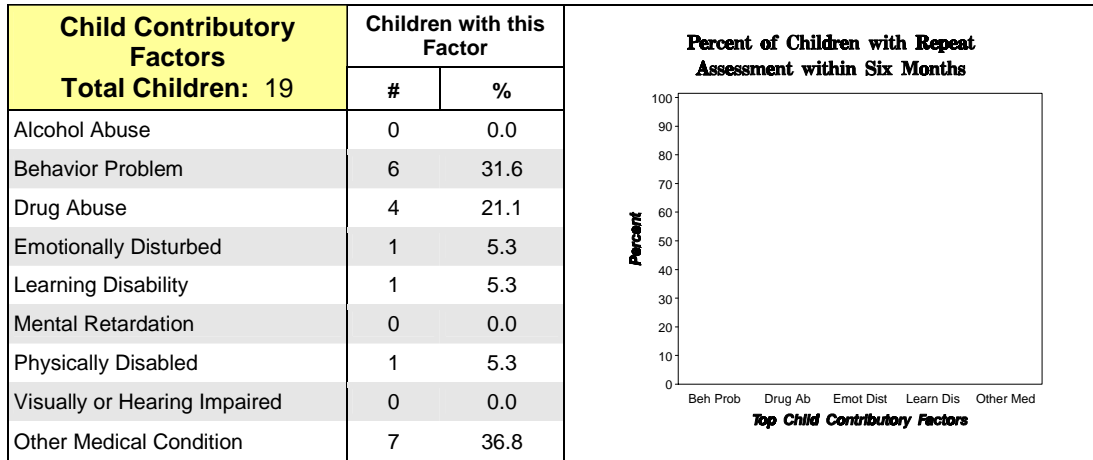 Child Contributory
Factors
Total Children: 19
Children with this
Factor
# %
Alcohol Abuse 0 0.0
Behavior Problem 6 31.6
Drug Abuse 4 21.1
Emotionally Disturbed 1 5.3
Learning Disability 1 5.3
Mental Retardation 0 0.0
Physically Disabled 1 5.3
Visually or Hearing Impaired 0 0.0
Other Medical Condition 7 36.8
Percent of Children with Repeat
Assessment within Six Months
100
90
80
70
60
50
40
30
20
10
0
Percent
Beh Prob Drug Ab Emot Dist Learn Dis Other Med
Top Child Contributory Factors